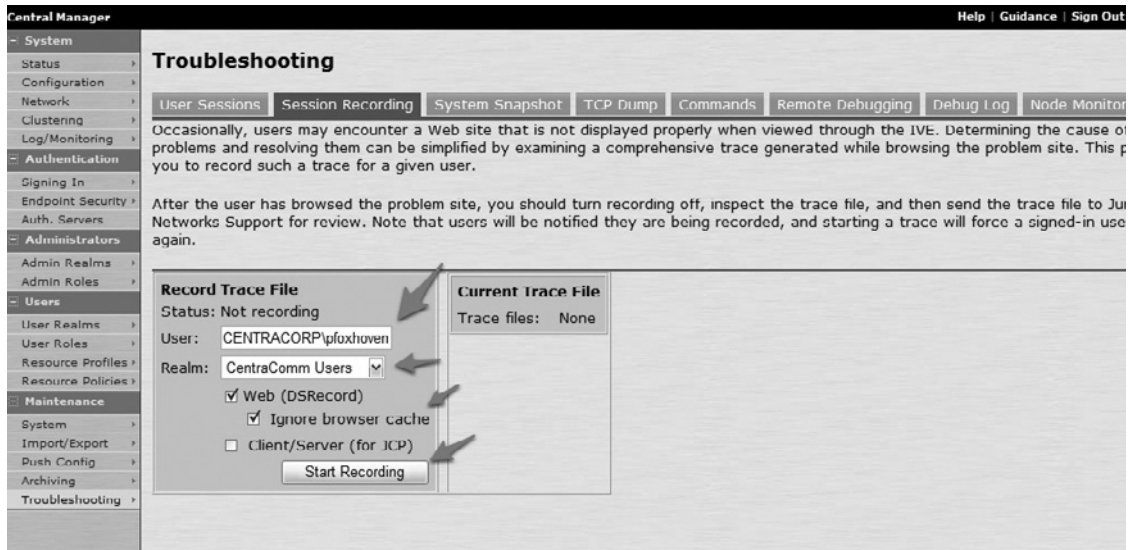 Central Manager
Help | Guidance | Sign Out
System
Status
Configuration
Network
Clustering
Log/Monitoring
Authentication
Signing In
Endpoint Security
Auth. Servers
Administrators
Admin Realms
Admin Roles
Users
User Realms
User Roles
Resource Profiles
Resource Policies
Maintenance
System
Import/Export
Push Config
Archiving
Troubleshooting
Troubleshooting
User Sessions
Session Recording
System Snapshot
TCP Dump
Commands
Remote Debugging
Debug Log
Node Monitor
Occasionally, users may encounter a Web site that is not displayed properly when viewed through the IVE. Determining the cause of
problems and resolving them can be simplified by examining a comprehensive trace generated while browsing the problem site. This p
you to record such a trace for a given user.
After the user has browsed the problem site, you should turn recording off, inspect the trace file, and then send the trace file to Ju
Networks Support for review. Note that users will be notified they are being recorded, and starting a trace will force a signed-in use
again.
Record Trace File
Status: Not recording
User: CENTRACORP\pfoxhoven
Realm: CentraComm Users
Web (DSRecord)
Ignore browser cache
Client/Server (for JCP)
Start Recording
Current Trace File
Trace files: None